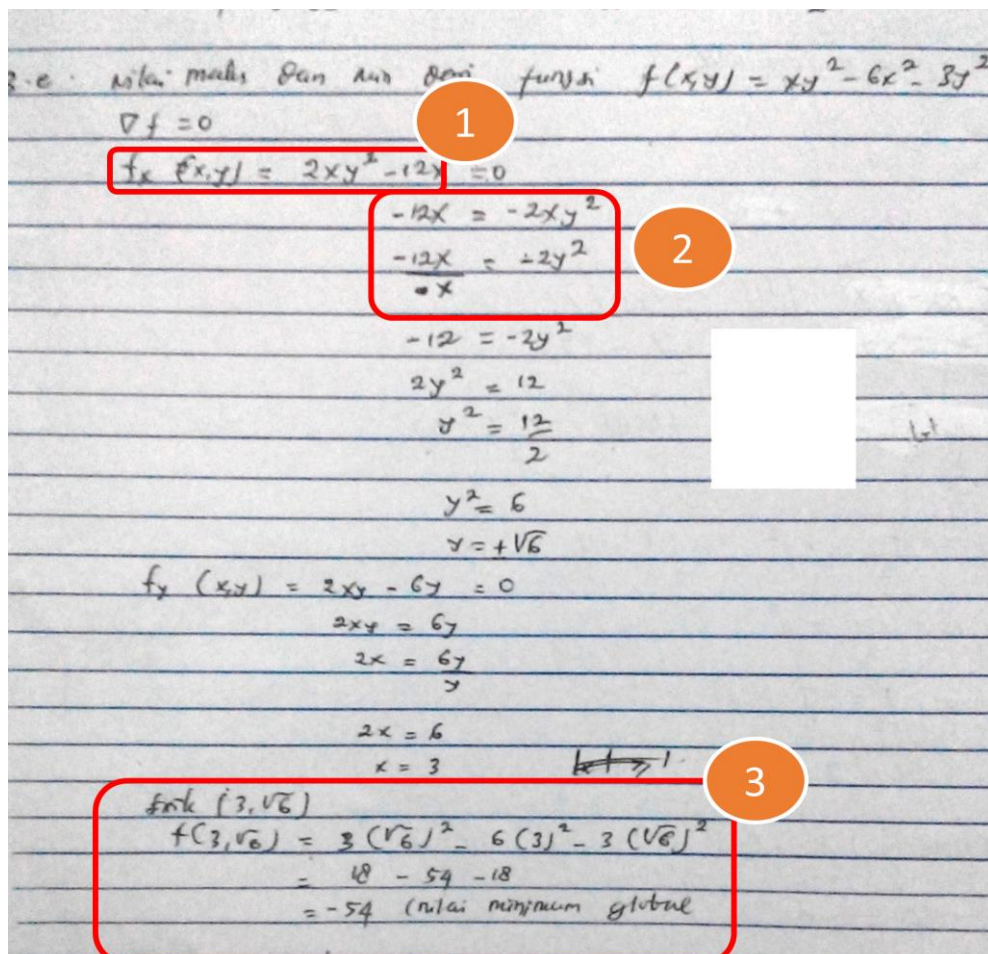 2.e. nilai maks dan min dari fungsi f(x,y) = xy² - 6x² - 3y²
∇f = 0
1
fx (x,y) = 2xy² - 12x = 0
-12x = -2xy²
2
-12x / x = -2y²
-12 = -2y²
2y² = 12
y² = 12/2
y² = 6
y = ±√6
fy (x,y) = 2xy - 6y = 0
2xy = 6y
2x = 6y/y
2x = 6
x = 3
3
titik (3,√6)
f(3,√6) = 3(√6)² - 6(3)² - 3(√6)²
= 18 - 54 - 18
= -54 (nilai minimum global